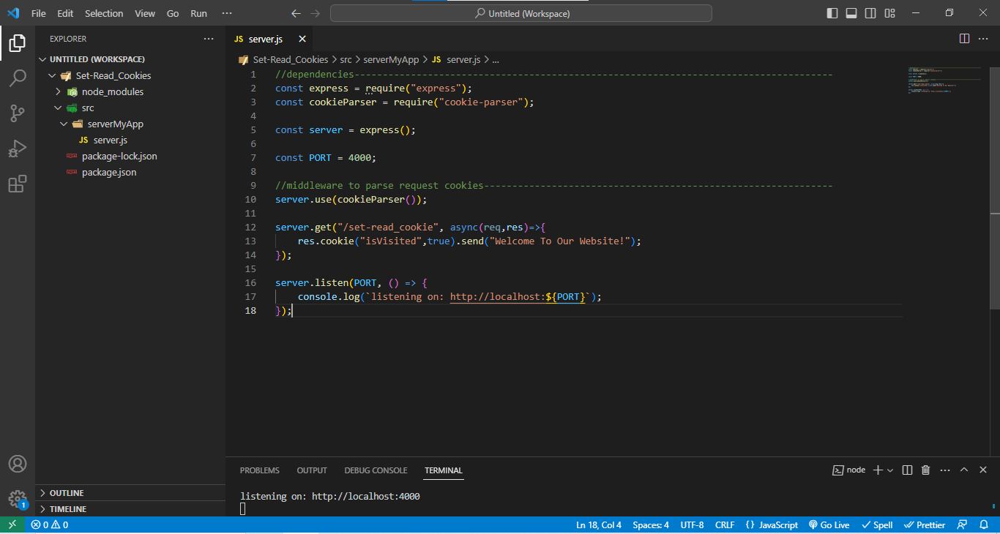 File Edit Selection View Go Run ··· Untitled (Workspace)
EXPLORER ···
UNTITLED (WORKSPACE)
Set-Read_Cookies
node_modules
src
serverMyApp
JS server.js
package-lock.json
package.json
OUTLINE
TIMELINE
JS server.js
Set-Read_Cookies > src > serverMyApp > JS server.js > ...
1 //dependencies-------------------------------------------------------------------------------------
2 const express = require("express");
3 const cookieParser = require("cookie-parser");
4
5 const server = express();
6
7 const PORT = 4000;
8
9 //middleware to parse request cookies--------------------------------------------------------------
10 server.use(cookieParser());
11
12 server.get("/set-read_cookie", async(req,res)=>{
13     res.cookie("isVisited",true).send("Welcome To Our Website!");
14 });
15
16 server.listen(PORT, () => {
17     console.log(`listening on: http://localhost:${PORT}`);
18 });
PROBLEMS OUTPUT DEBUG CONSOLE TERMINAL node
listening on: http://localhost:4000
1
0 0 Ln 18, Col 4 Spaces: 4 UTF-8 CRLF {} JavaScript Go Live Spell Prettier